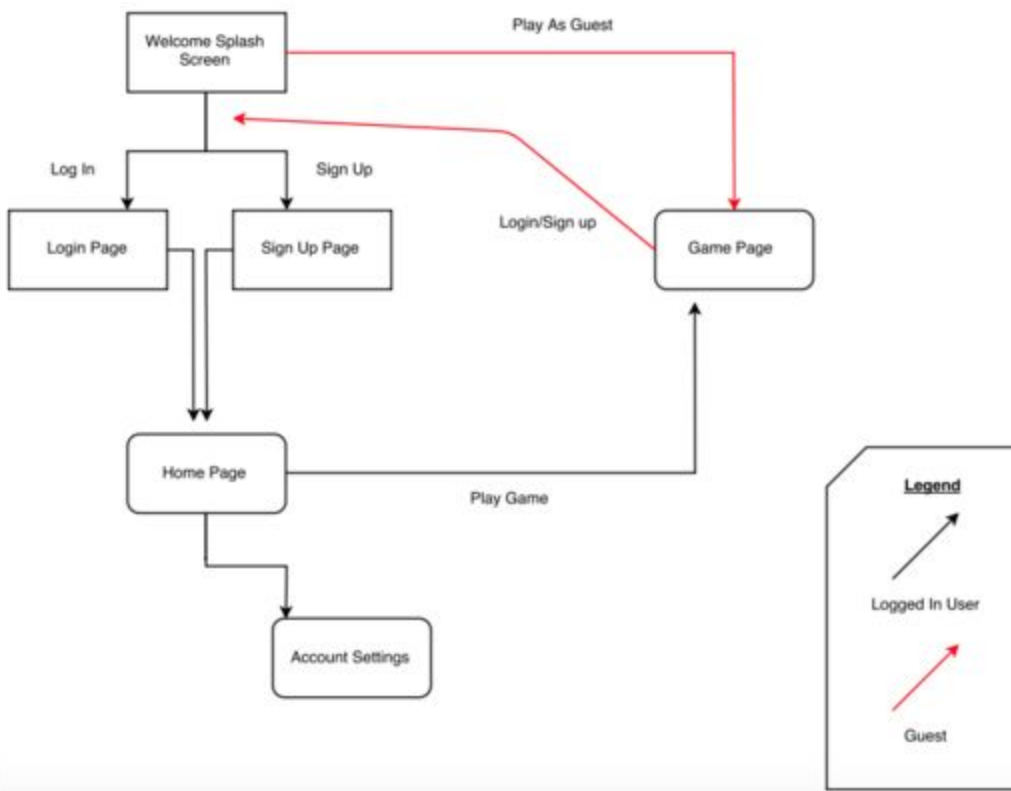 Play As Guest
Welcome Splash
Screen
Log In
Sign Up
Login/Sign up
Login Page
Sign Up Page
Game Page
Home Page
Play Game
Legend
Logged In User
Account Settings
Guest